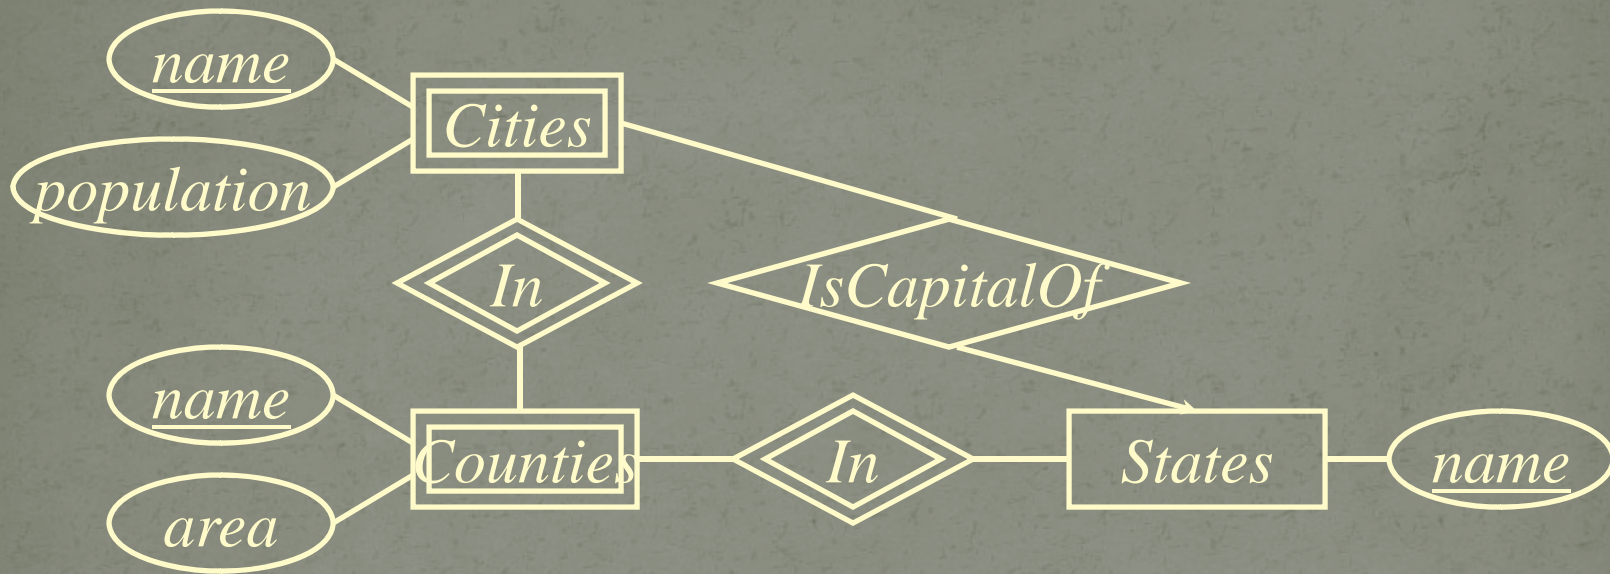 name
Cities
population
In
IsCapitalOf
name
Counties
In
States
name
area